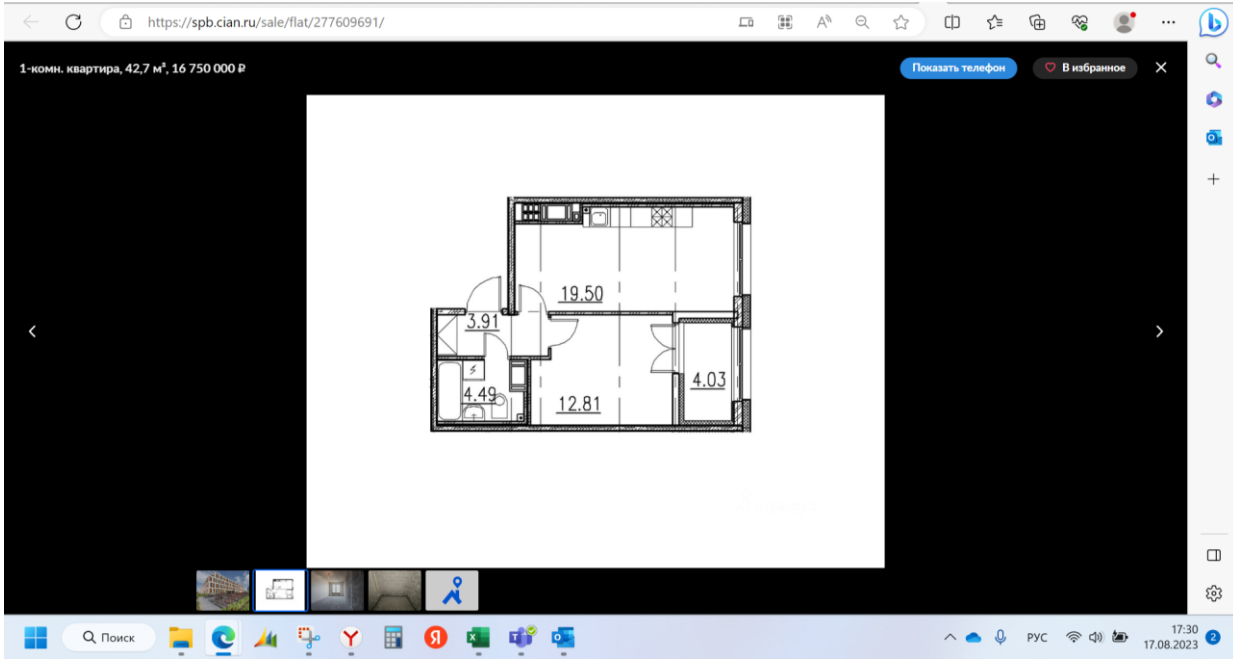 https://spb.cian.ru/sale/flat/277609691/
1-комн. квартира, 42,7 м², 16 750 000 ₽
Показать телефон
В избранное
19.50
3.91
4.49
12.81
4.03
Поиск
РУС
17:30
17.08.2023
2